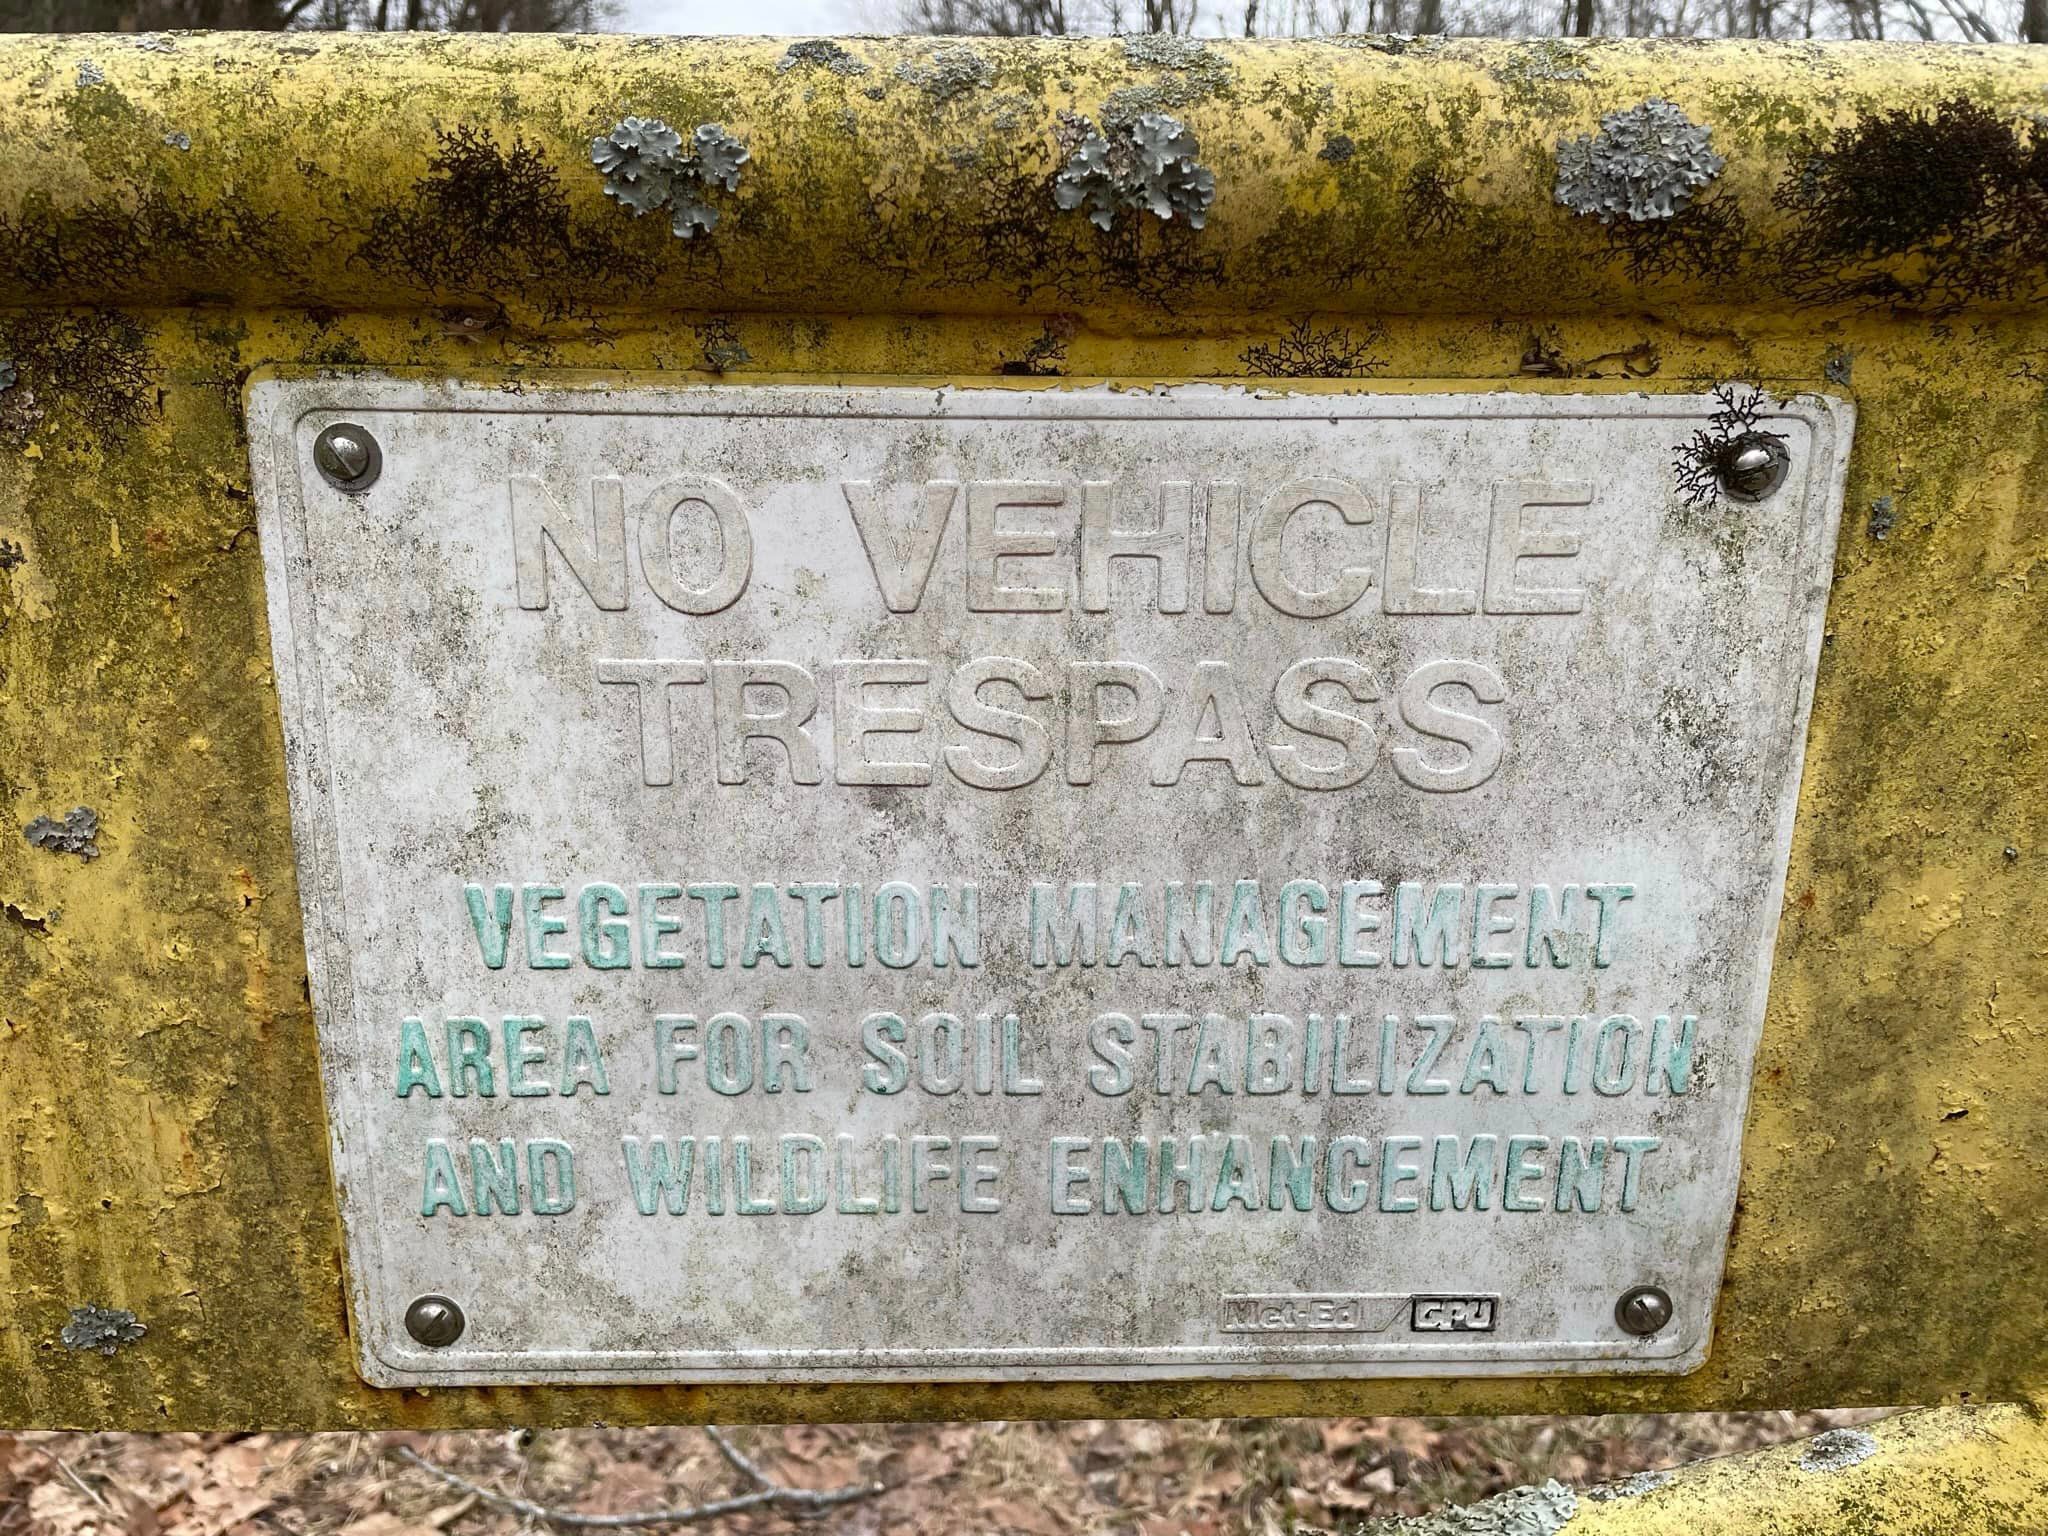 NO VEHICLE
TRESPASS
VEGETATION MANAGEMENT
AREA FOR SOIL STABILIZATION
AND WILDLIFE ENHANCEMENT
Met-Ed GPU